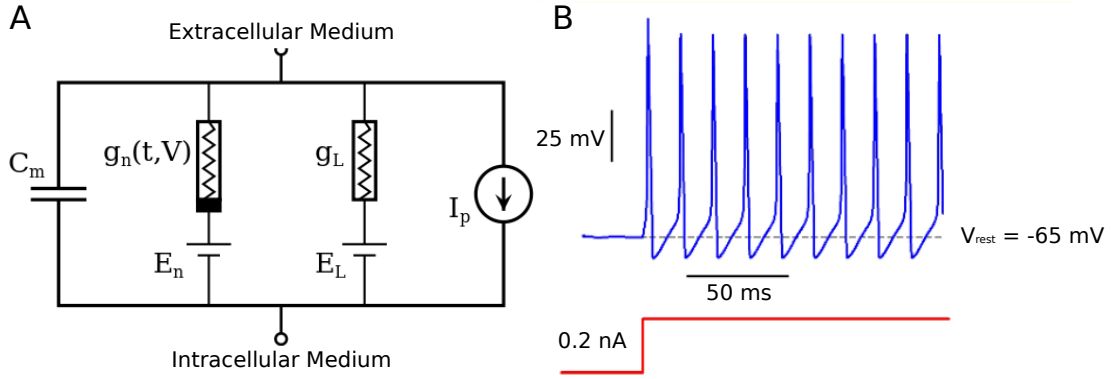 A
Extracellular Medium
Cm
gn(t,V)
gL
Ip
En
EL
Intracellular Medium
B
25 mV
Vrest = -65 mV
50 ms
0.2 nA